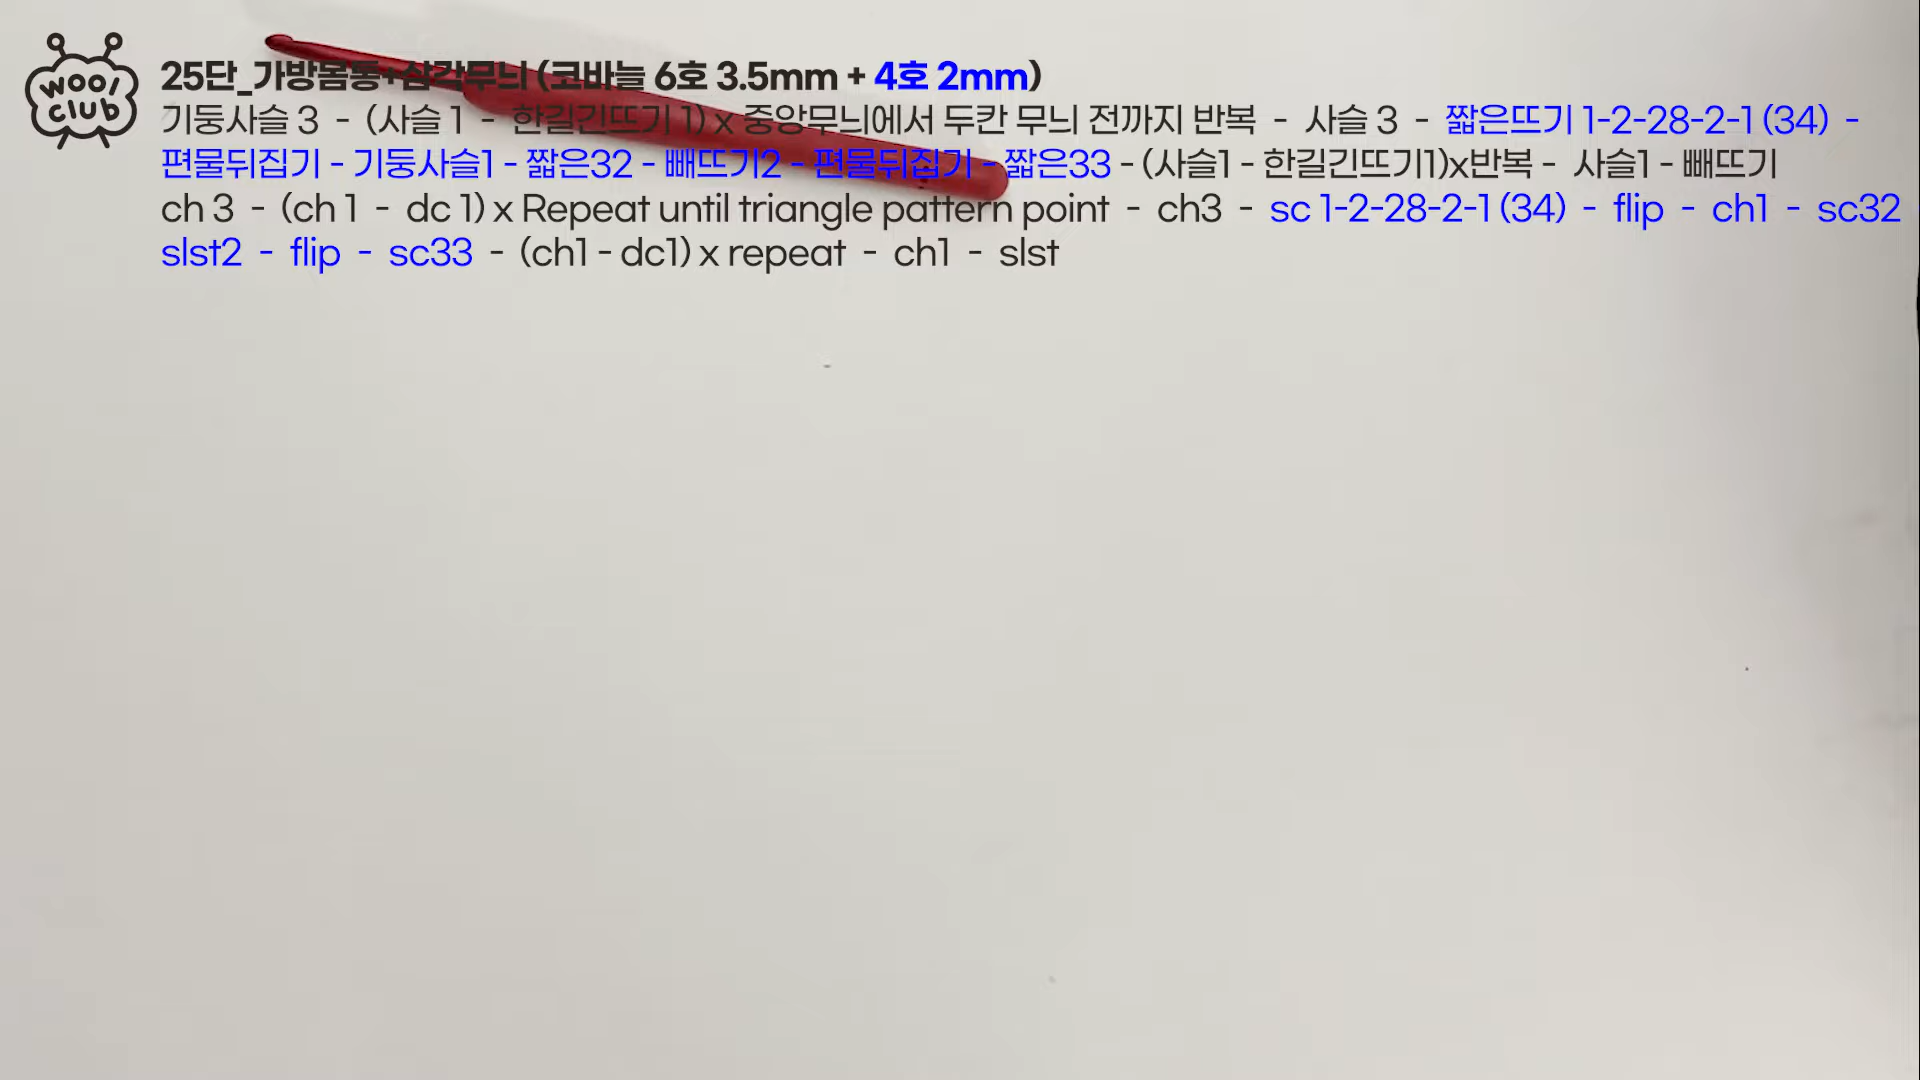 woo!
club
25단_가방몸통+삼각무늬 (코바늘 6호 3.5mm + 4호 2mm)
기둥사슬 3 - (사슬 1 - 한길긴뜨기 1) x 중앙무늬에서 두칸 무늬 전까지 반복 - 사슬 3 - 짧은뜨기 1-2-28-2-1 (34) -
편물뒤집기 - 기둥사슬1 - 짧은32 - 빼뜨기2 - 편물뒤집기 - 짧은33 - (사슬1 - 한길긴뜨기1)x반복 - 사슬1 - 빼뜨기
ch 3 - (ch 1 - dc 1) x Repeat until triangle pattern point - ch3 - sc 1-2-28-2-1 (34) - flip - ch1 - sc32
slst2 - flip - sc33 - (ch1 - dc1) x repeat - ch1 - slst